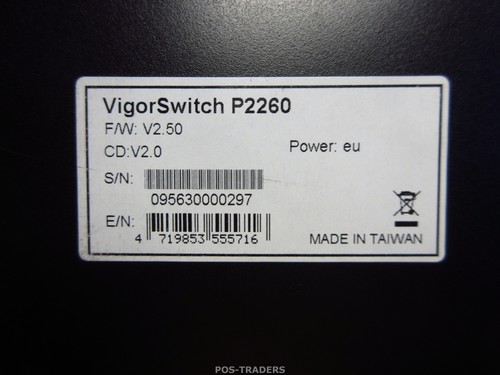 VigorSwitch P2260
F/W: V2.50
CD:V2.0
Power: eu
S/N:
095630000297
E/N:
4 719853 555716
MADE IN TAIWAN
POS-TRADERS